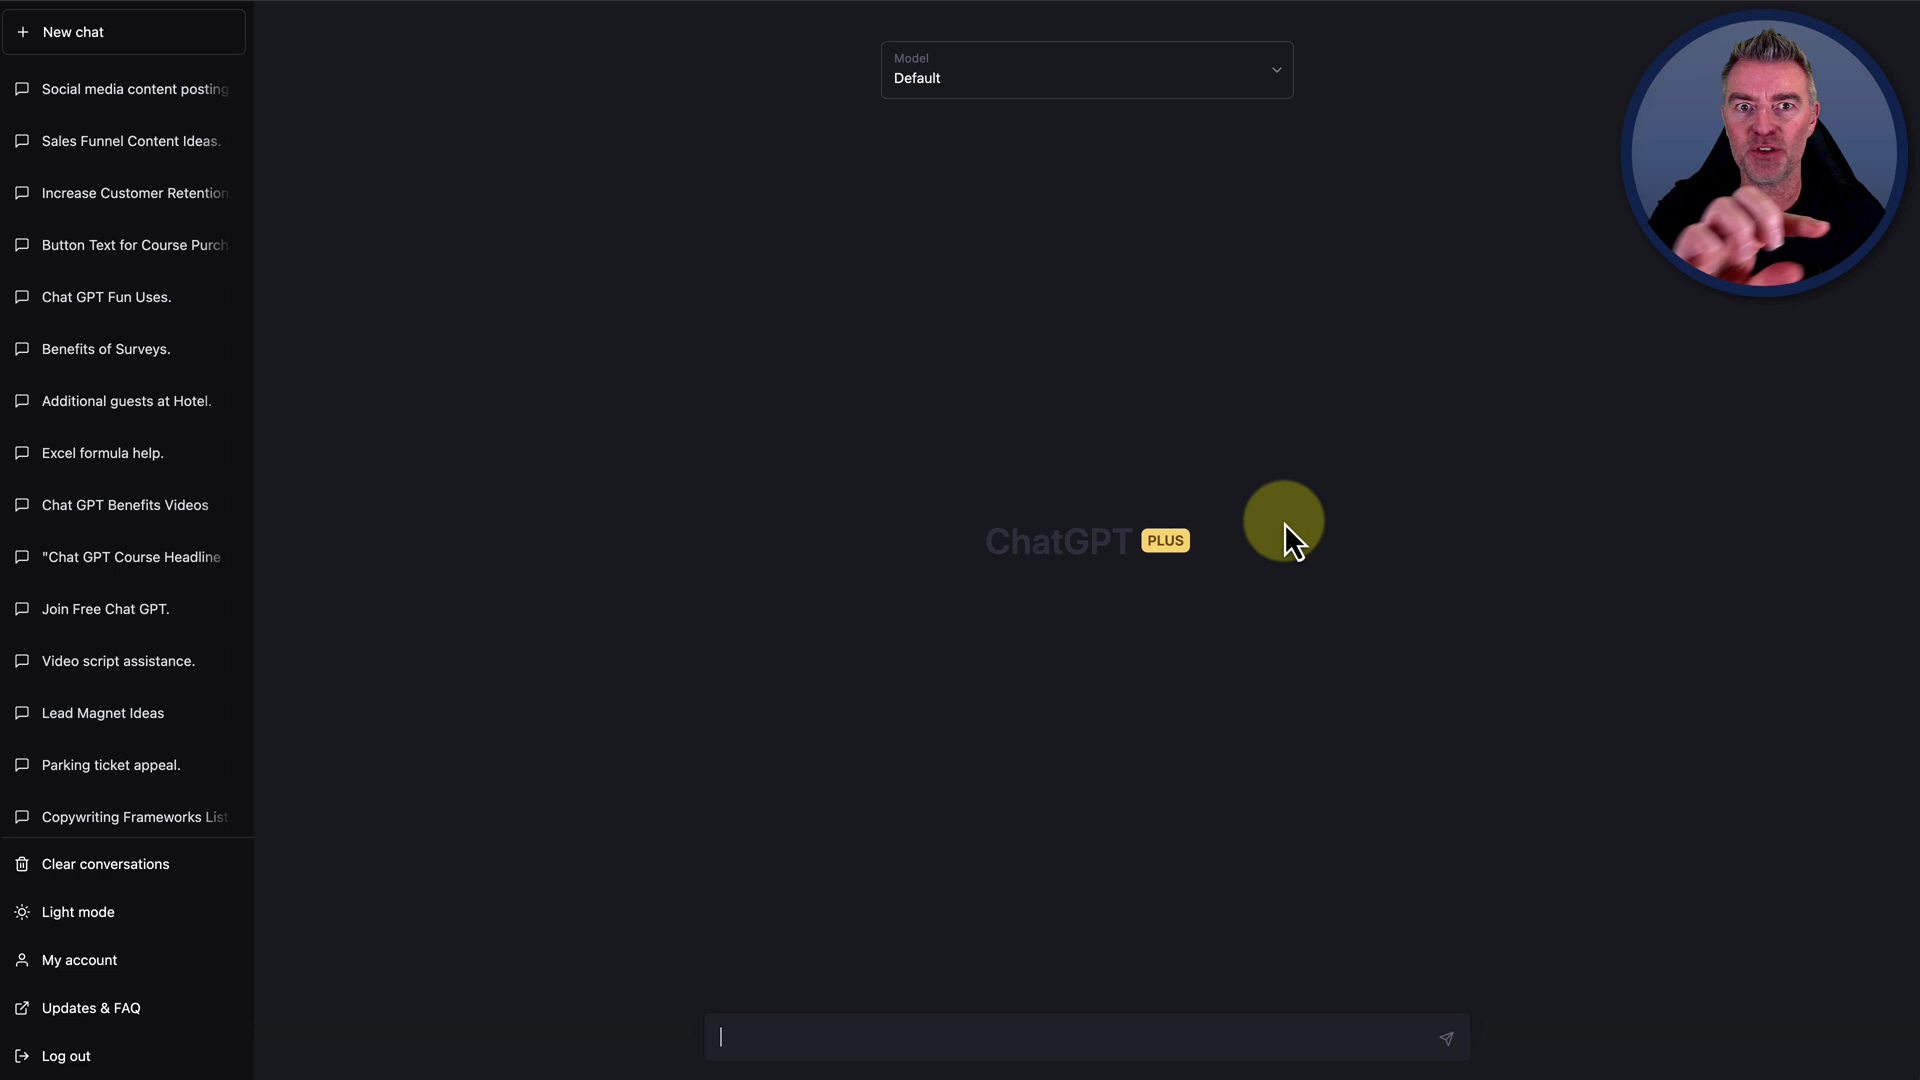 New chat
Social media content posting
Sales Funnel Content Ideas.
Increase Customer Retention.
Button Text for Course Purch
Chat GPT Fun Uses.
Benefits of Surveys.
Additional guests at Hotel.
Excel formula help.
Chat GPT Benefits Videos
"Chat GPT Course Headline
Join Free Chat GPT.
Video script assistance.
Lead Magnet Ideas
Parking ticket appeal.
Copywriting Frameworks List.
Clear conversations
Light mode
My account
Updates & FAQ
Log out
Model
Default
ChatGPT PLUS